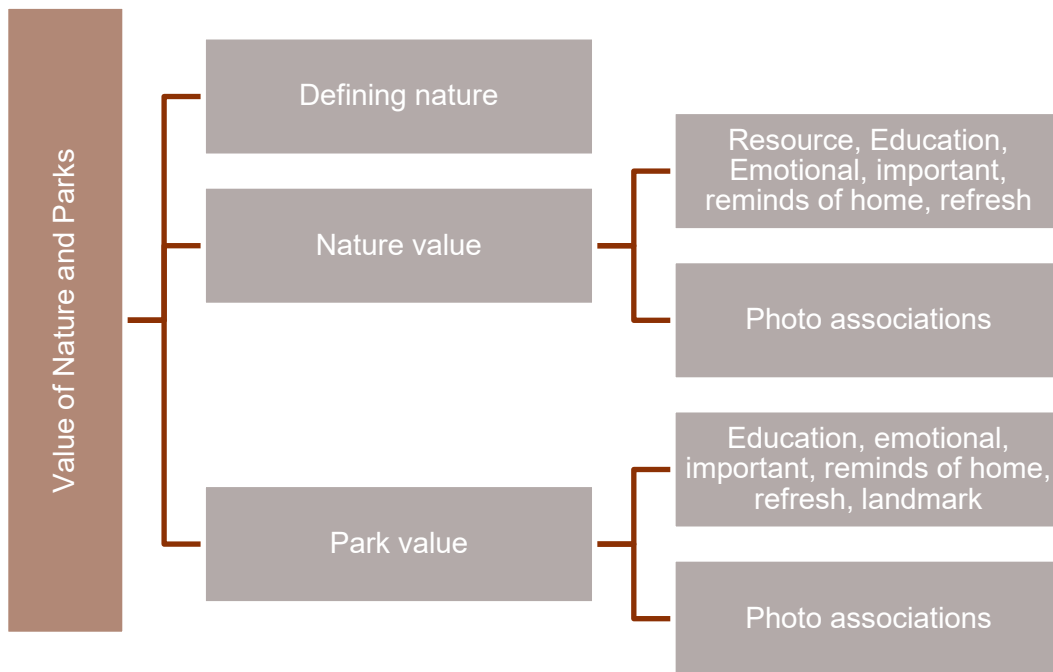 Value of Nature and Parks
Defining nature
Nature value
Resource, Education,
Emotional, important,
reminds of home, refresh
Photo associations
Park value
Education, emotional,
important, reminds of home,
refresh, landmark
Photo associations